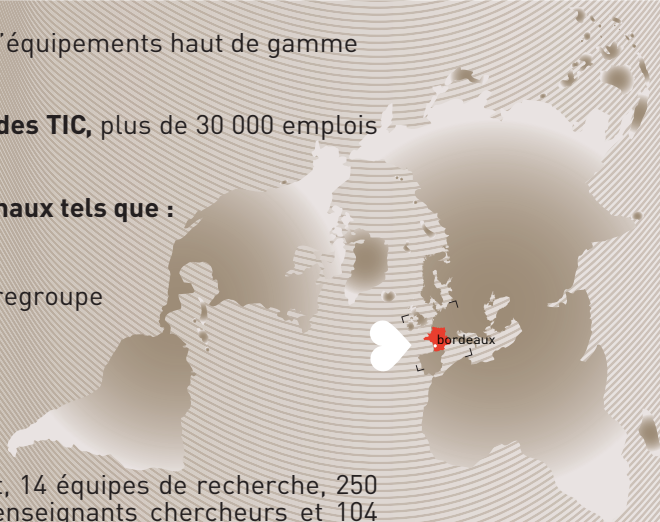 'équipements haut de gamme
des TIC, plus de 30 000 emplois
naux tels que :
regroupe
bordeaux
t, 14 équipes de recherche, 250
enseignants chercheurs et 104